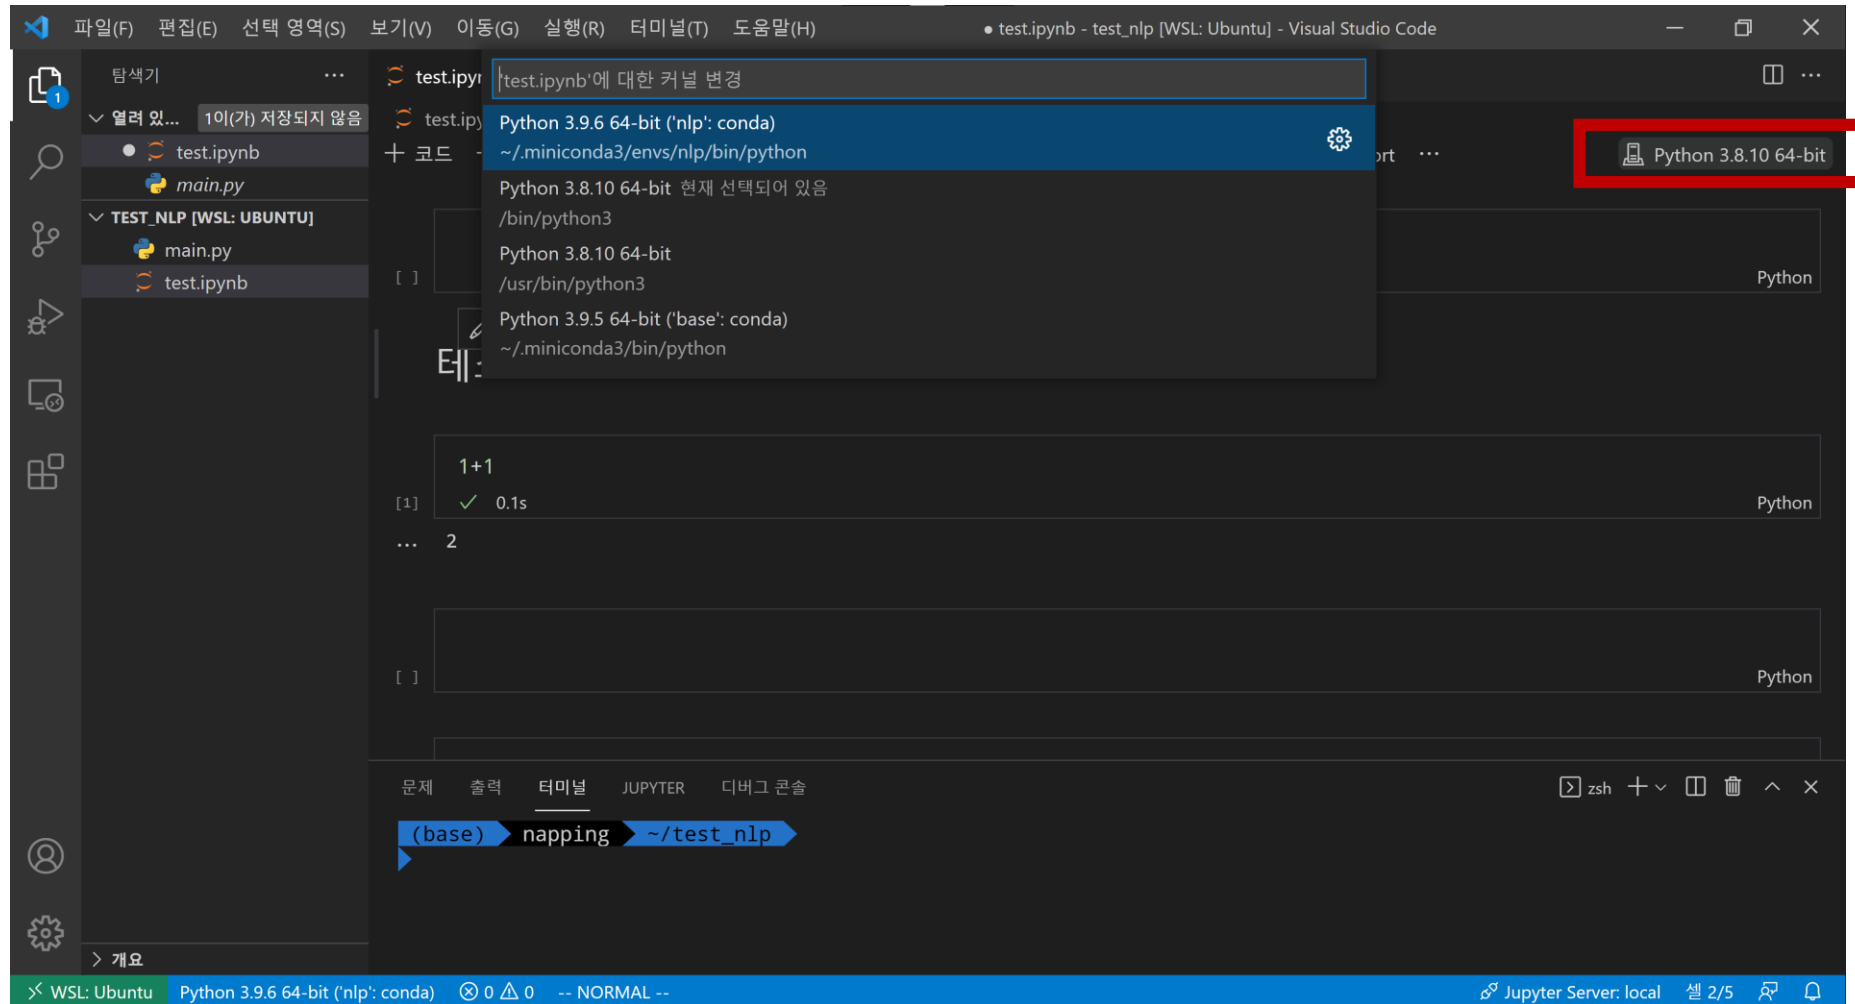 파일(F) 편집(E) 선택 영역(S) 보기(V) 이동(G) 실행(R) 터미널(T) 도움말(H) ● test.ipynb - test_nlp [WSL: Ubuntu] - Visual Studio Code
탐색기
열려 있... 1이(가) 저장되지 않음
test.ipynb
main.py
TEST_NLP [WSL: UBUNTU]
main.py
test.ipynb
개요
'test.ipynb'에 대한 커널 변경
Python 3.9.6 64-bit ('nlp': conda)
~/.miniconda3/envs/nlp/bin/python
Python 3.8.10 64-bit 현재 선택되어 있음
/bin/python3
Python 3.8.10 64-bit
/usr/bin/python3
Python 3.9.5 64-bit ('base': conda)
~/.miniconda3/bin/python
+ 코드
Python 3.8.10 64-bit
[ ] Python
1+1
[1] ✓ 0.1s Python
2
[ ] Python
문제 출력 터미널 JUPYTER 디버그 콘솔 zsh
(base) napping ~/test_nlp
WSL: Ubuntu Python 3.9.6 64-bit ('nlp': conda) 0 0 -- NORMAL -- Jupyter Server: local 셀 2/5
1